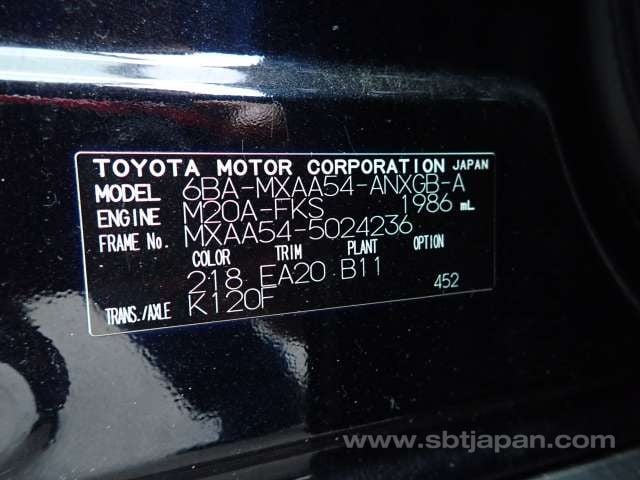 TOYOTA MOTOR CORPORATION JAPAN
MODEL 6BA-MXAA54-ANXGB-A
ENGINE M20A-FKS 1986 mL
FRAME No. MXAA54-5024236
COLOR TRIM PLANT OPTION
218 EA20 B11 452
TRANS./AXLE K120F
www.sbtjapan.com